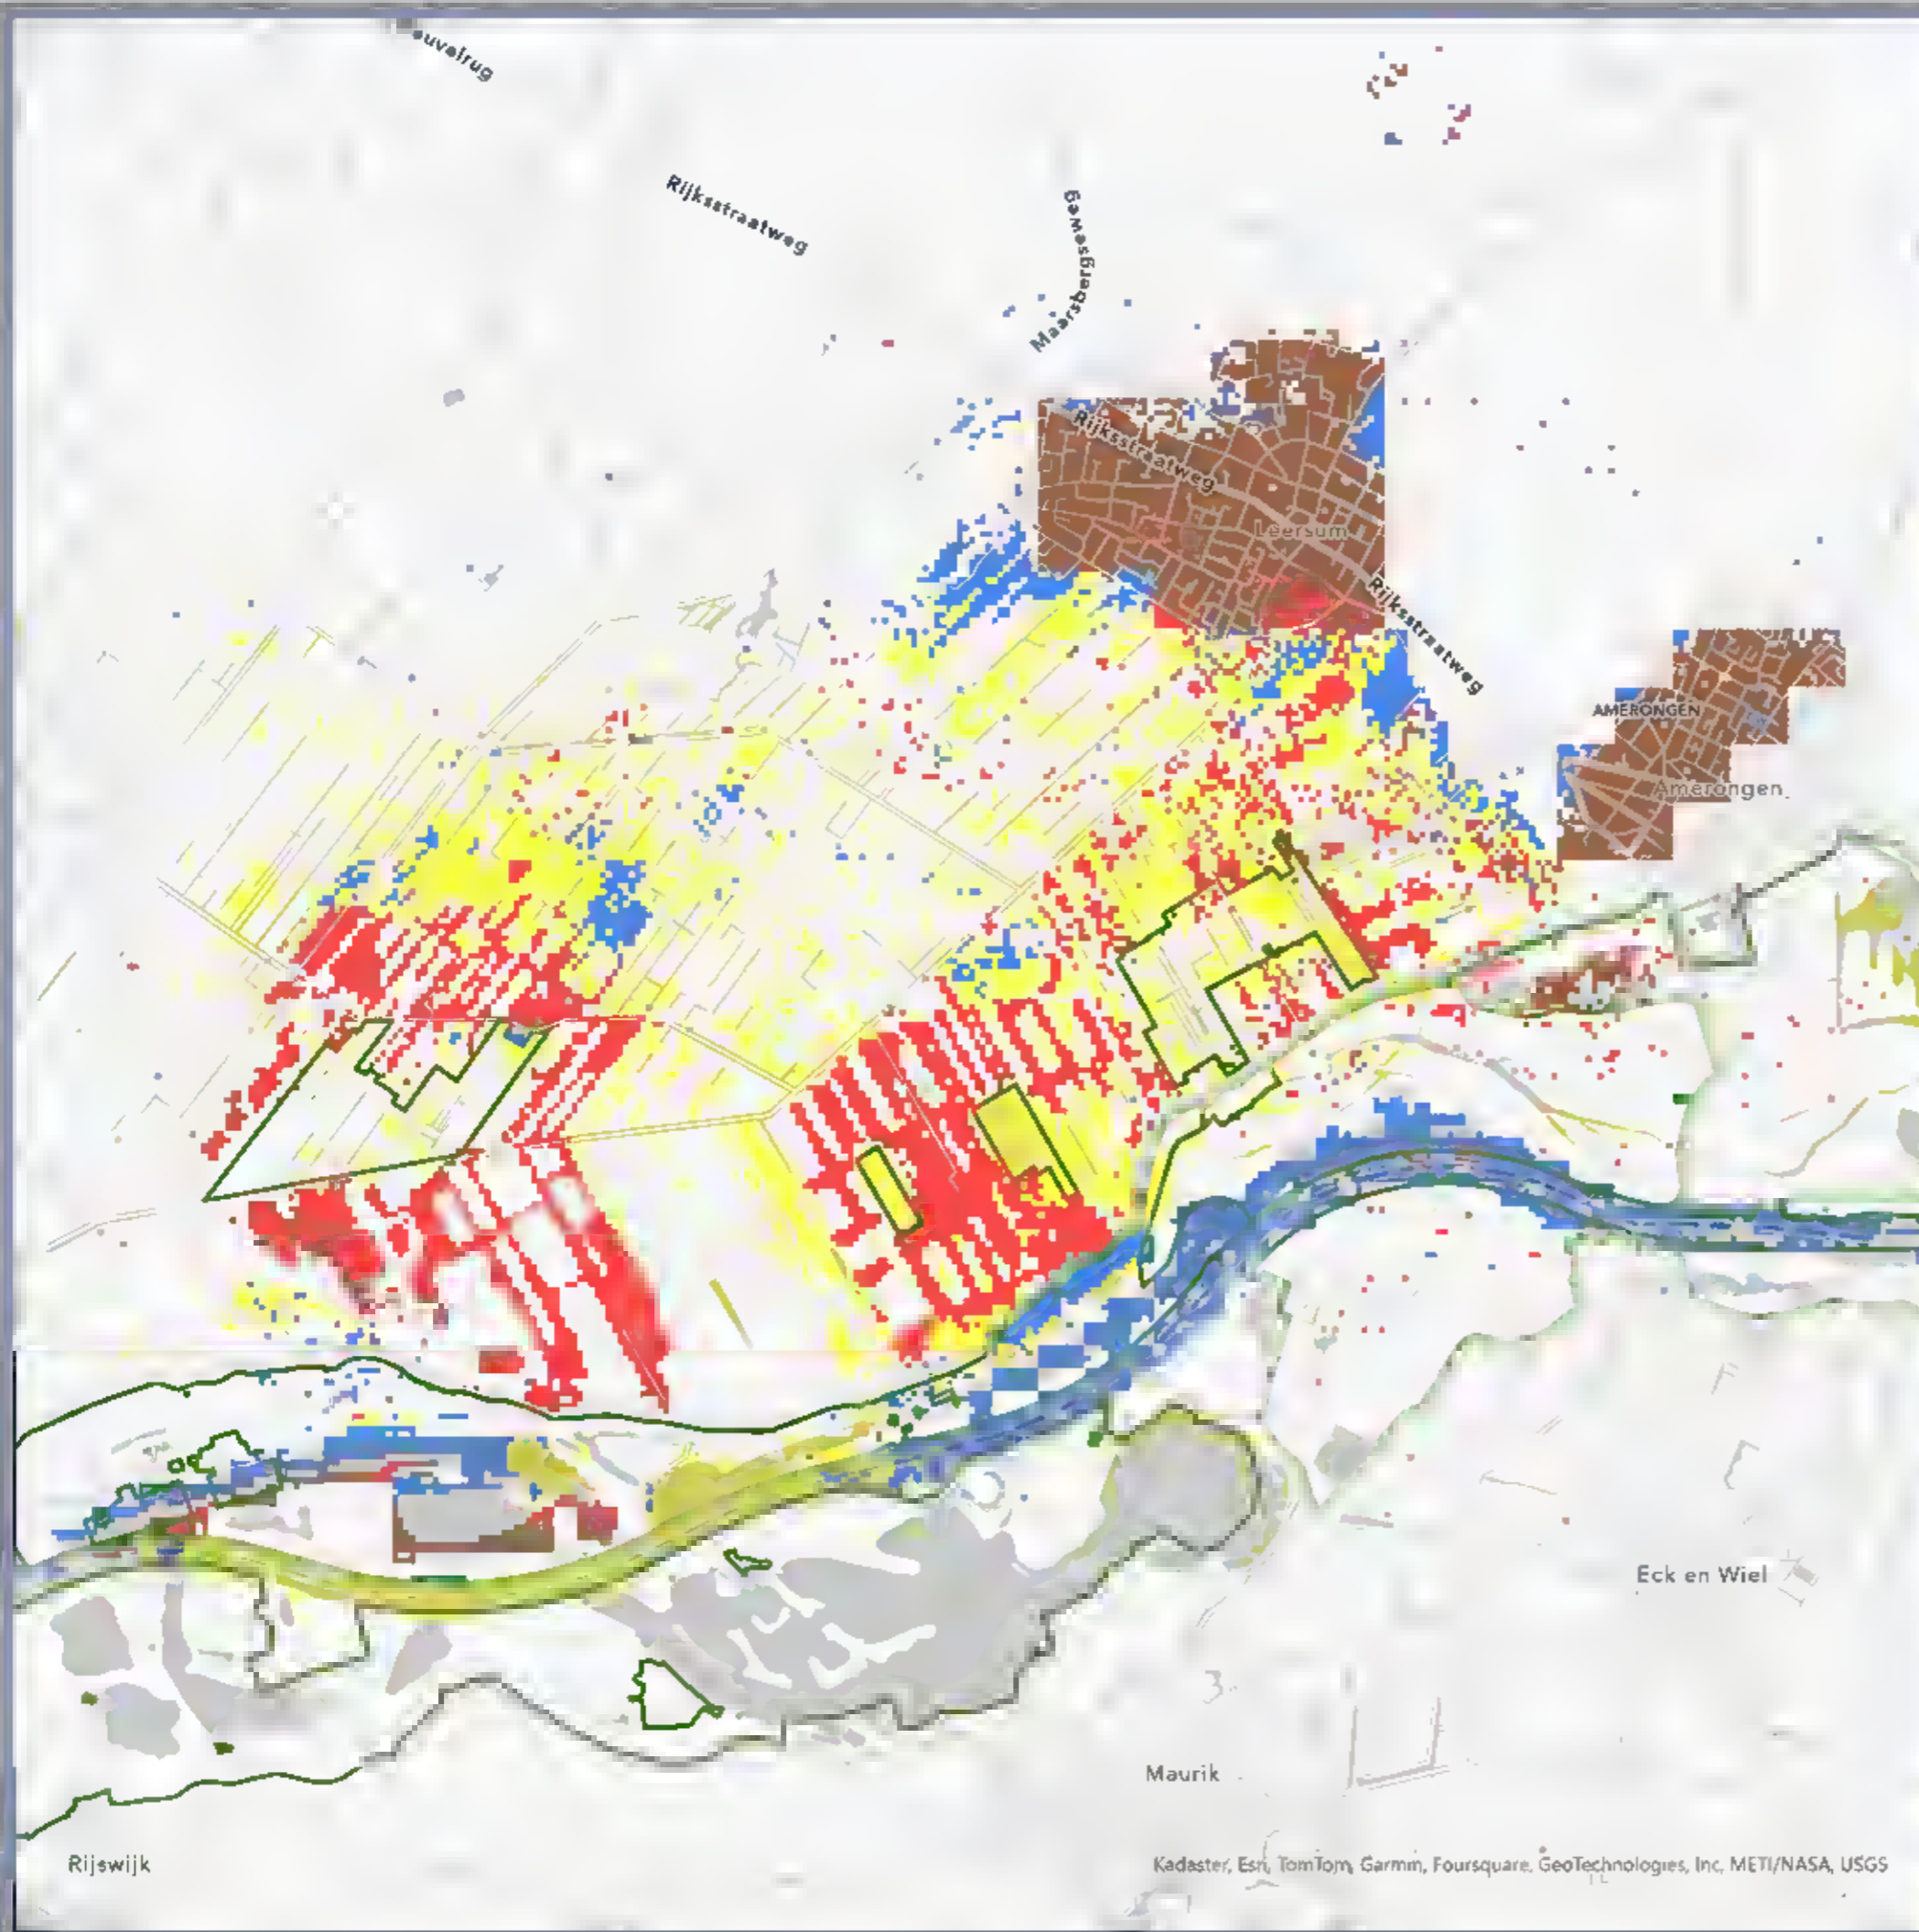 Rijksstraatweg
Maarsbergseweg
Rijksstraatweg
Leersum
Rijksstraatweg
AMERONGEN
Amerongen
Eck en Wiel
Maurik
Rijswijk
Kadaster, Esri, TomTom, Garmin, Foursquare, GeoTechnologies, Inc, METI/NASA, USGS